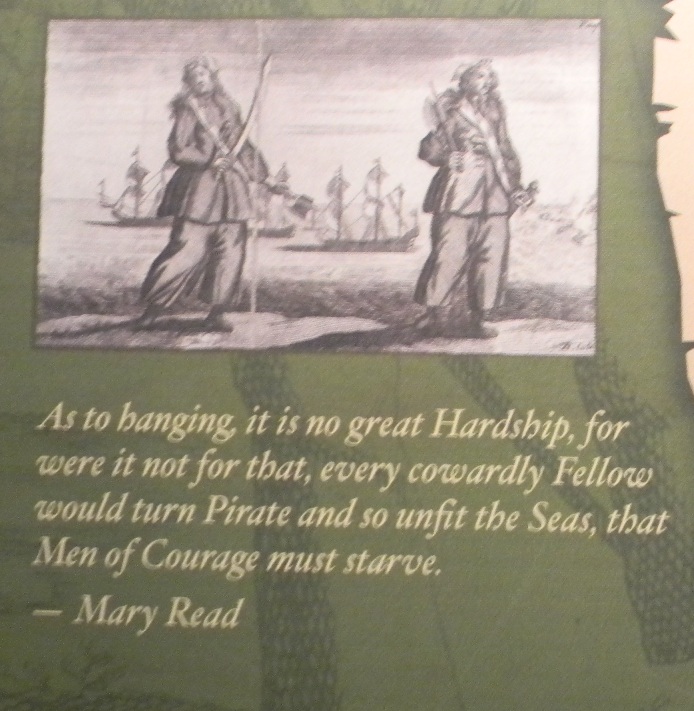 As to hanging, it is no great Hardship, for
were it not for that, every cowardly Fellow
would turn Pirate and so unfit the Seas, that
Men of Courage must starve.
— Mary Read